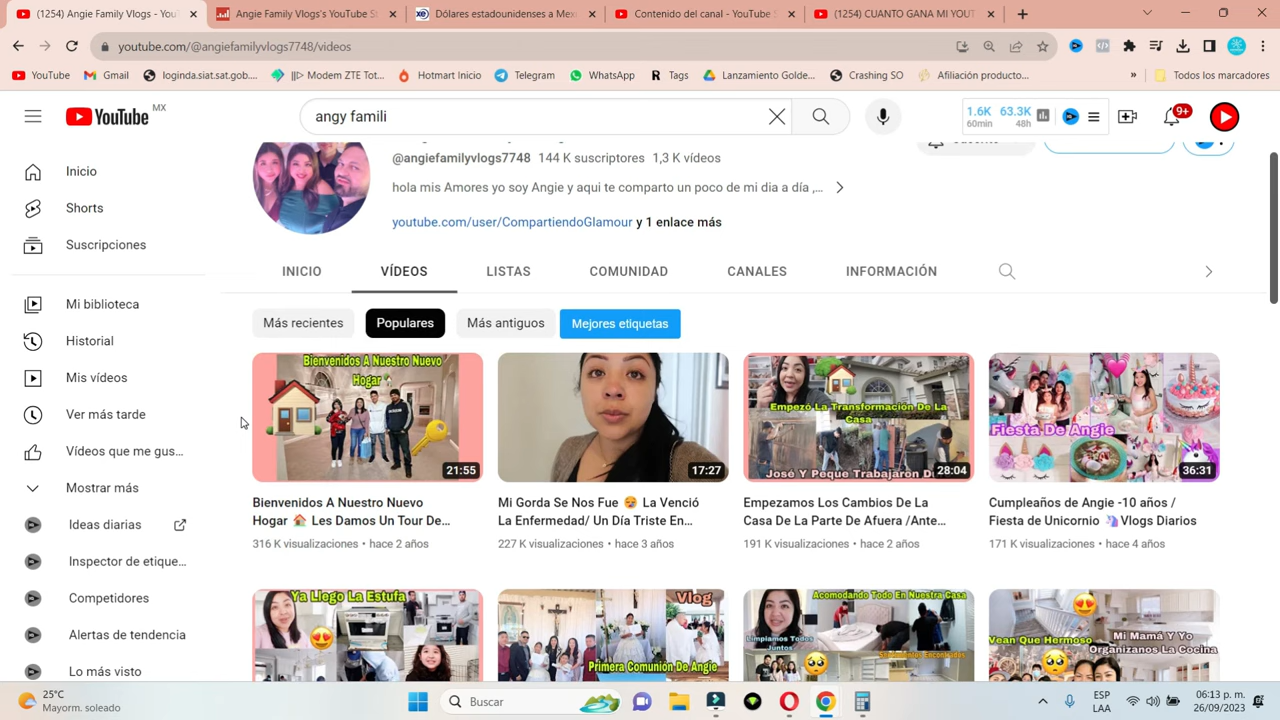 (1254) Angie Family Vlogs - You
Angie Family Vlogs's YouTube S
Dólares estadounidenses a Mex
Contenido del canal - YouTube S
(1254) CUANTO GANA MI YOUT
youtube.com/@angiefamilyvlogs7748/videos
YouTube
Gmail
loginda.siat.sat.gob....
||▷ Modem ZTE Tot...
Hotmart Inicio
Telegram
WhatsApp
Tags
Lanzamiento Golde...
Crashing SO
Afiliación producto...
»
Todos los marcadores
YouTube MX
angy famili
1.6K 63.3K
60min 48h
9+
@angiefamilyvlogs7748 144 K suscriptores 1,3 K vídeos
hola mis Amores yo soy Angie y aqui te comparto un poco de mi dia a día ,...
youtube.com/user/CompartiendoGlamour y 1 enlace más
INICIO
VÍDEOS
LISTAS
COMUNIDAD
CANALES
INFORMACIÓN
Más recientes
Populares
Más antiguos
Mejores etiquetas
Inicio
Shorts
Suscripciones
Mi biblioteca
Historial
Mis vídeos
Ver más tarde
Vídeos que me gus...
Mostrar más
Ideas diarias
Inspector de etique...
Competidores
Alertas de tendencia
Lo más visto
Bienvenidos A Nuestro Nuevo
Hogar
21:55
Bienvenidos A Nuestro Nuevo
Hogar 🏠 Les Damos Un Tour De...
316 K visualizaciones • hace 2 años
17:27
Mi Gorda Se Nos Fue 😪 La Venció
La Enfermedad/ Un Día Triste En...
227 K visualizaciones • hace 3 años
Empezó La Transformación De La
Casa
José Y Peque Trabajaron D
28:04
Empezamos Los Cambios De La
Casa De La Parte De Afuera /Ante...
191 K visualizaciones • hace 2 años
Fiesta De Angie
36:31
Cumpleaños de Angie -10 años /
Fiesta de Unicornio 🦄Vlogs Diarios
171 K visualizaciones • hace 4 años
Ya Llego La Estufa
Vlog
Primera Comunión De Angie
Acomodando Todo En Nuestra Casa
Limpiamos Todos
Juntos
Vean Que Hermoso
Mi Mamá Y Yo
Organizamos La Cocina
25°C
Mayorm. soleado
Buscar
ESP
LAA
06:13 p. m.
26/09/2023